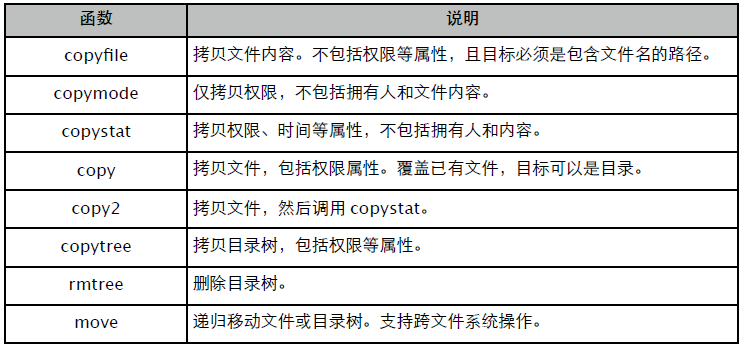 函数 说明
copyfile 拷贝文件内容。不包括权限等属性，且目标必须是包含文件名的路径。
copymode 仅拷贝权限，不包括拥有人和文件内容。
copystat 拷贝权限、时间等属性，不包括拥有人和内容。
copy 拷贝文件，包括权限属性。覆盖已有文件，目标可以是目录。
copy2 拷贝文件，然后调用 copystat。
copytree 拷贝目录树，包括权限等属性。
rmtree 删除目录树。
move 递归移动文件或目录树。支持跨文件系统操作。